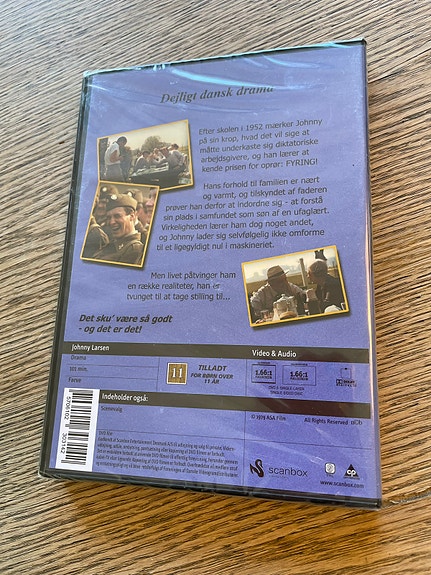 Dejligt dansk drama
Efter skolen i 1952 mærker Johnny
på sin krop, hvad det vil sige at
måtte underkaste sig diktatoriske
arbejdsgivere, og han lærer at
kende prisen for oprør: FYRING!
Hans forhold til familien er nært
og varmt, og tilskyndet af faderen
prøver han derfor at indordne sig - at forstå
sin plads i samfundet som søn af en ufaglært.
Virkeligheden lærer ham dog noget andet,
og Johnny lader sig selvfølgelig ikke omforme
til et ligegyldigt nul i maskineriet.
Men livet påtvinger ham
en række realiteter, han er
tvunget til at tage stilling til...
Det sku' være så godt
- og det er det!
Johnny Larsen
Drama
101 min.
Farve
11
TILLADT
FOR BØRN OVER
11 ÅR
Video & Audio
1.66:1
1.66:1
DOLBY
Indeholder også:
Scenevalg
© 1979 ASA Film
All Rights Reserved
scanbox
www.scanbox.com
5709102
303142